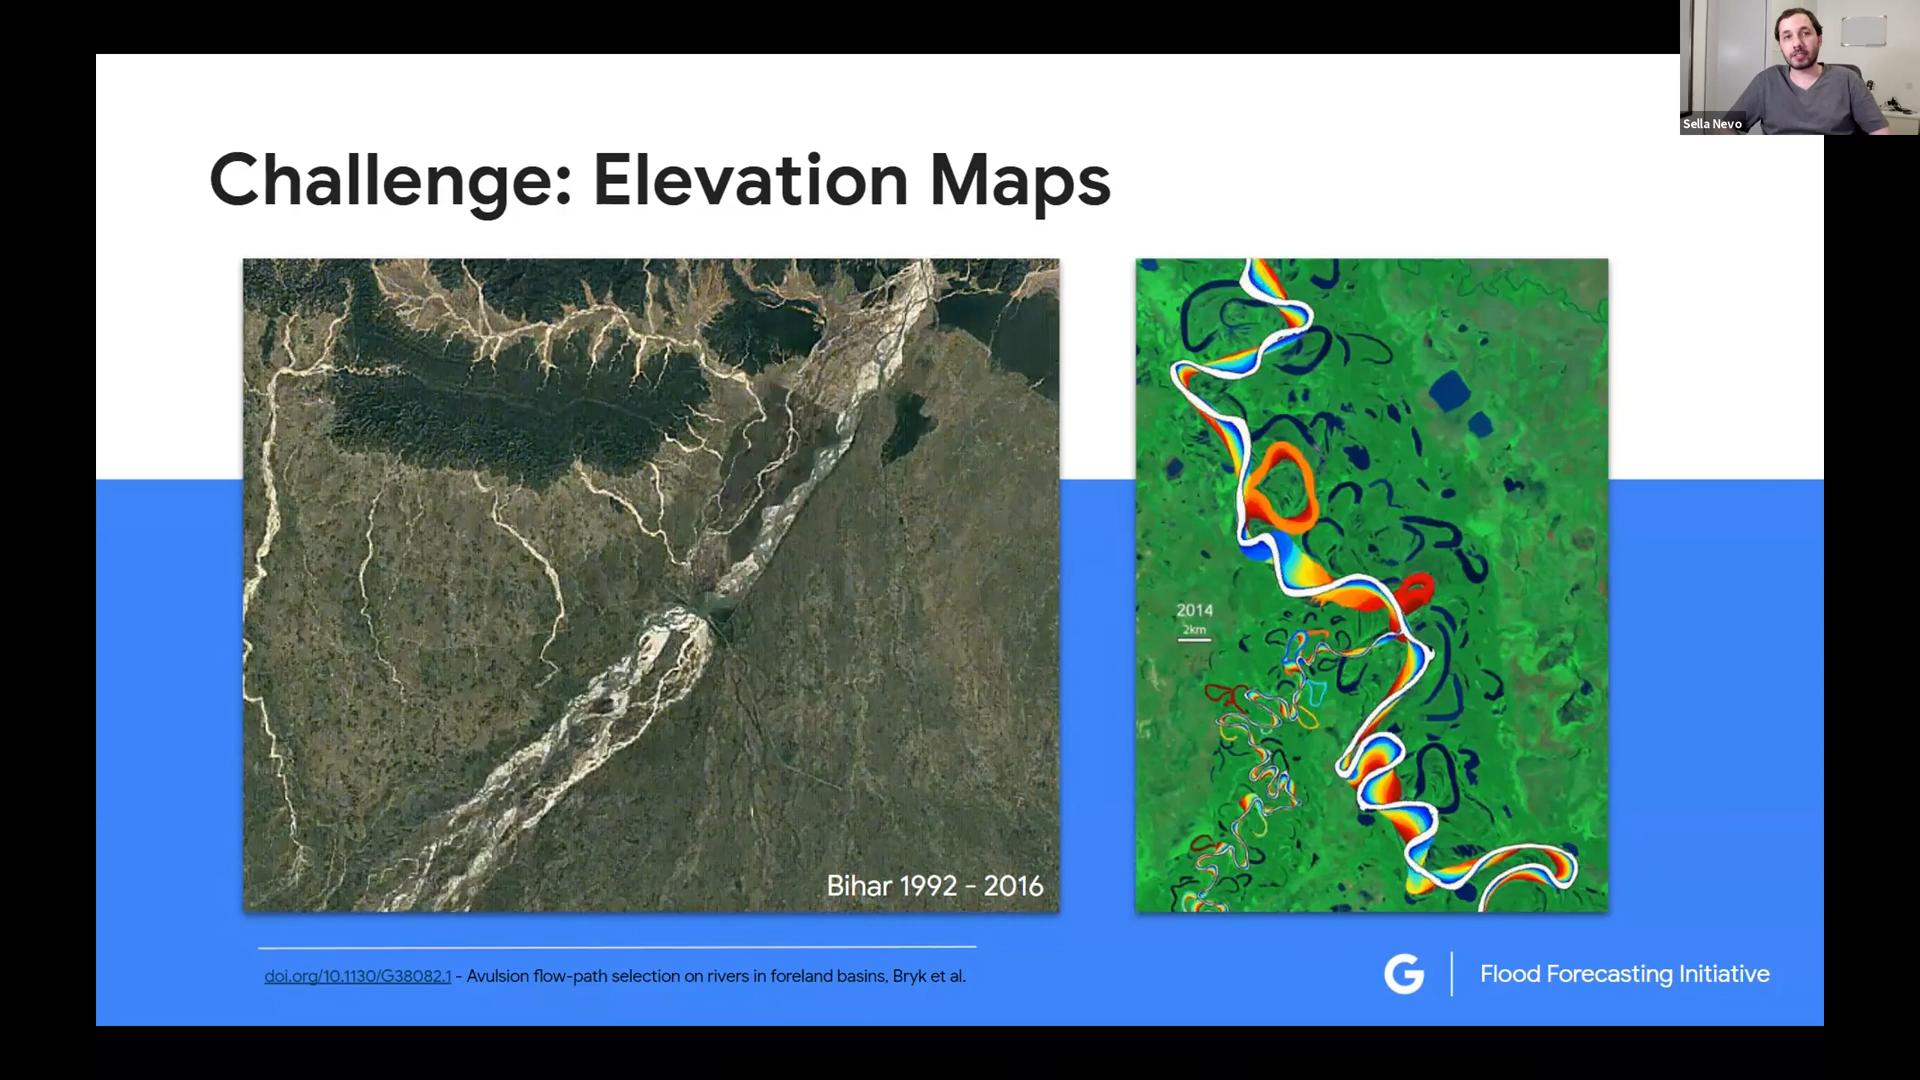 Sella Nevo
Challenge: Elevation Maps
2014
2km
Bihar 1992 - 2016
doi.org/10.1130/G38082.1 - Avulsion flow-path selection on rivers in foreland basins, Bryk et al.
G
Flood Forecasting Initiative